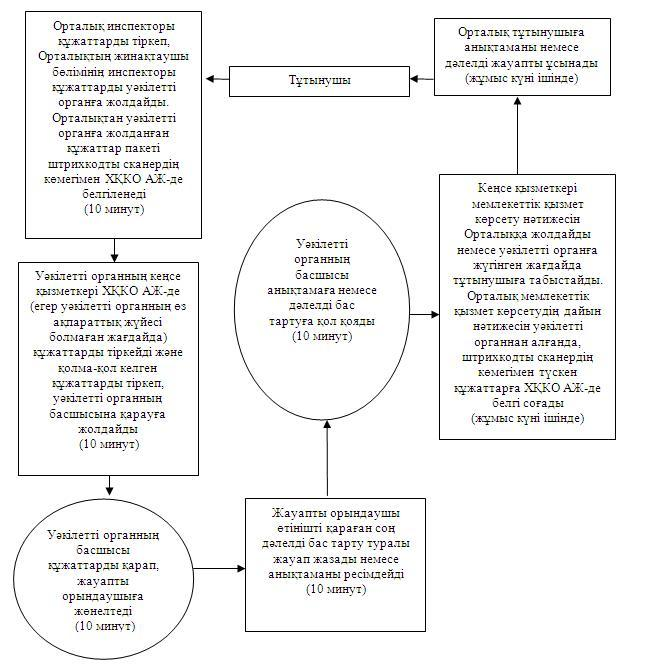 Орталық инспекторы
құжаттарды тіркеп,
Орталықтың жинақтаушы
бөлімінің инспекторы
құжаттарды уәкілетті
органға жолдайды.
Орталықтан уәкілетті
органға жолданған
құжаттар пакеті
штрихкодты сканердің
көмегімен ХҚКО АЖ-де
белгіленеді
(10 минут)
Тұтынушы
Орталық тұтынушыға
анықтаманы немесе
дәлелді жауапты ұсынады
(жұмыс күні ішінде)
Уәкілетті органның кеңсе
қызметкері ХҚКО АЖ-де
(егер уәкілетті органның өз
ақпараттық жүйесі
болмаған жағдайда)
құжаттарды тіркейді және
қолма-қол келген
құжаттарды тіркеп,
уәкілетті органның
басшысына қарауға
жолдайды
(10 минут)
Уәкілетті
органның
басшысы
анықтамаға немесе
дәлелді бас
тартуға қол қояды
(10 минут)
Кеңсе қызметкері
мемлекеттік қызмет
көрсету нәтижесін
Орталыққа жолдайды
немесе уәкілетті органға
жүгінген жағдайда
тұтынушыға табыстайды.
Орталық мемлекеттік
қызмет көрсетудің дайын
нәтижесін уәкілетті
органнан алғанда,
штрихкодты сканердің
көмегімен түскен
құжаттарға ХҚКО АЖ-де
белгі соғады
(жұмыс күні ішінде)
Уәкілетті органның
басшысы
құжаттарды қарап,
жауапты
орындаушыға
жөнелтеді
(10 минут)
Жауапты орындаушы
өтінішті қараған соң
дәлелді бас тарту туралы
жауап жазады немесе
анықтаманы ресімдейді
(10 минут)